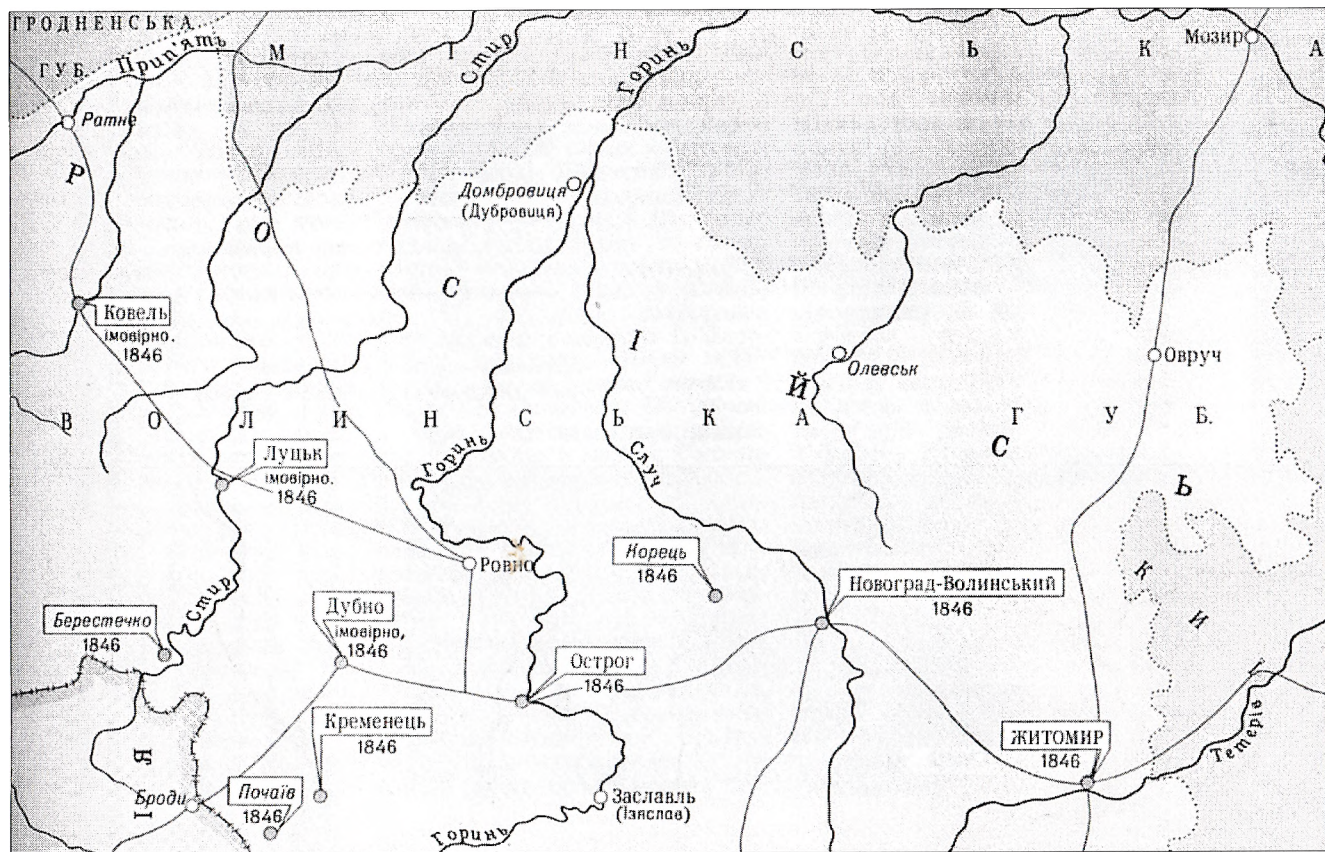 ГРОДНЕНСЬКА
ГУБ.
Прип'ять
М І Н С Ь К А
Стир
Горинь
Мозир
Ратне
Р О С І Й С Ь
Домбровиця
(Дубровиця)
Ковель
імовірно.
1846
Олевськ
Овруч
В О Л И Н С Ь К А Г У Б.
Луцьк
імовірно.
1846
Горинь
Случ
Ровно
Корець
1846
Новоград-Волинський
1846
К И
Стир
Дубно
імовірно,
1846
Берестечко
1846
Острог
1846
Кременець
1846
ЖИТОМИР
1846
Тетерів
Броди
Почаїв
1846
Заславль
(Ізяслав)
Горинь